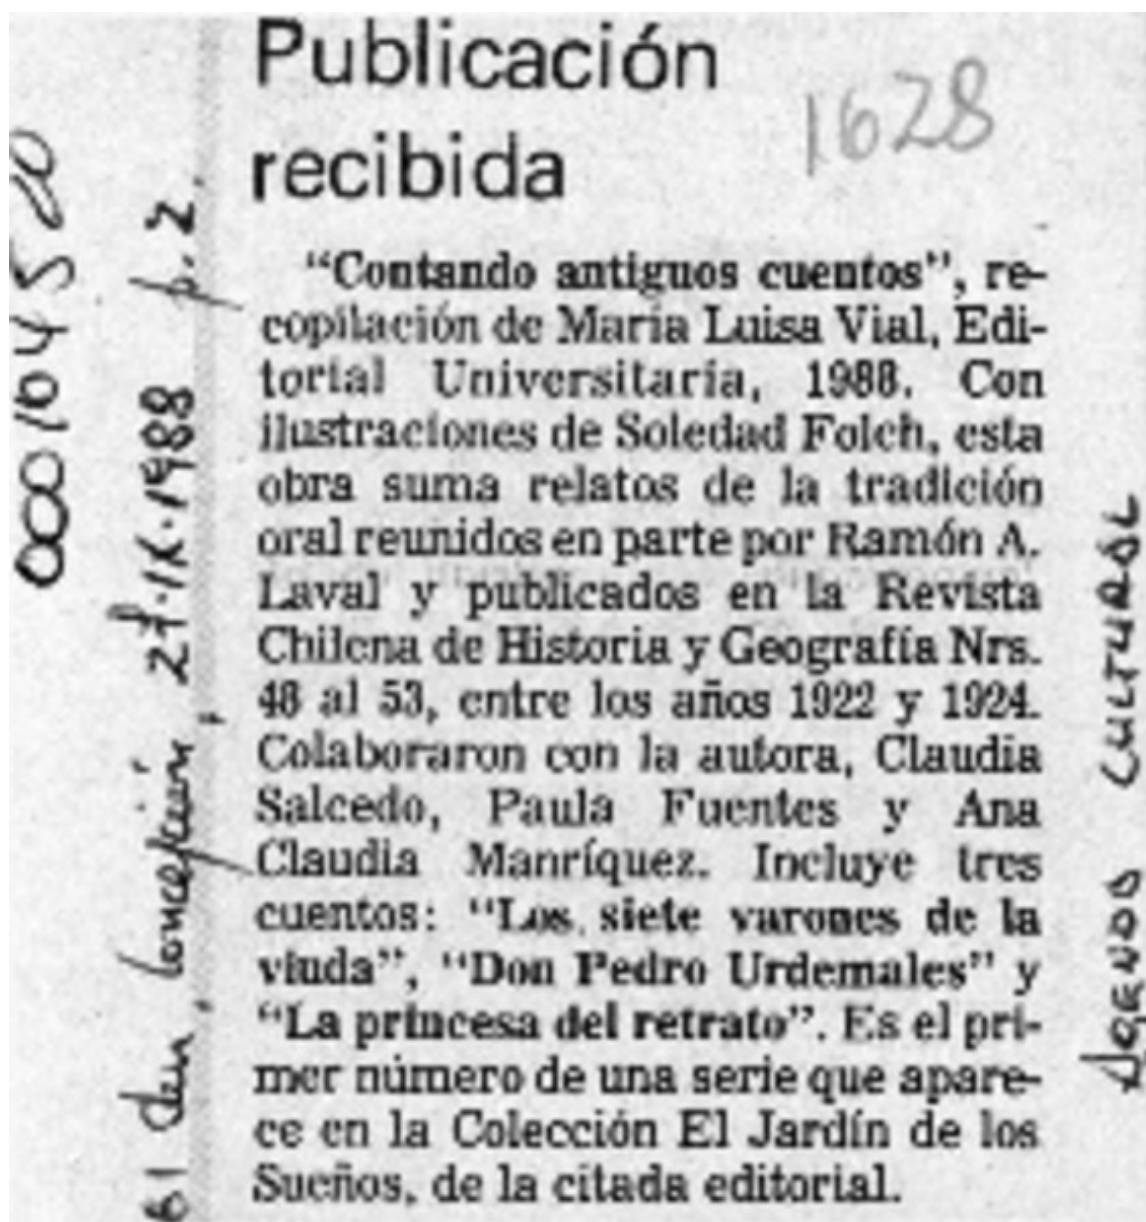 Publicación
recibida
1628
"Contando antiguos cuentos", re-
copilación de María Luisa Vial, Edi-
torial Universitaria, 1988. Con
ilustraciones de Soledad Folch, esta
obra suma relatos de la tradición
oral reunidos en parte por Ramón A.
Laval y publicados en la Revista
Chilena de Historia y Geografía Nrs.
48 al 53, entre los años 1922 y 1924.
Colaboraron con la autora, Claudia
Salcedo, Paula Fuentes y Ana
Claudia Manríquez. Incluye tres
cuentos: "Los siete varones de la
viuda", "Don Pedro Urdemales" y
"La princesa del retrato". Es el pri-
mer número de una serie que apare-
ce en la Colección El Jardín de los
Sueños, de la citada editorial.
Concepción, 27.IX.1988 p. 2.
AGENDA CULTURAL